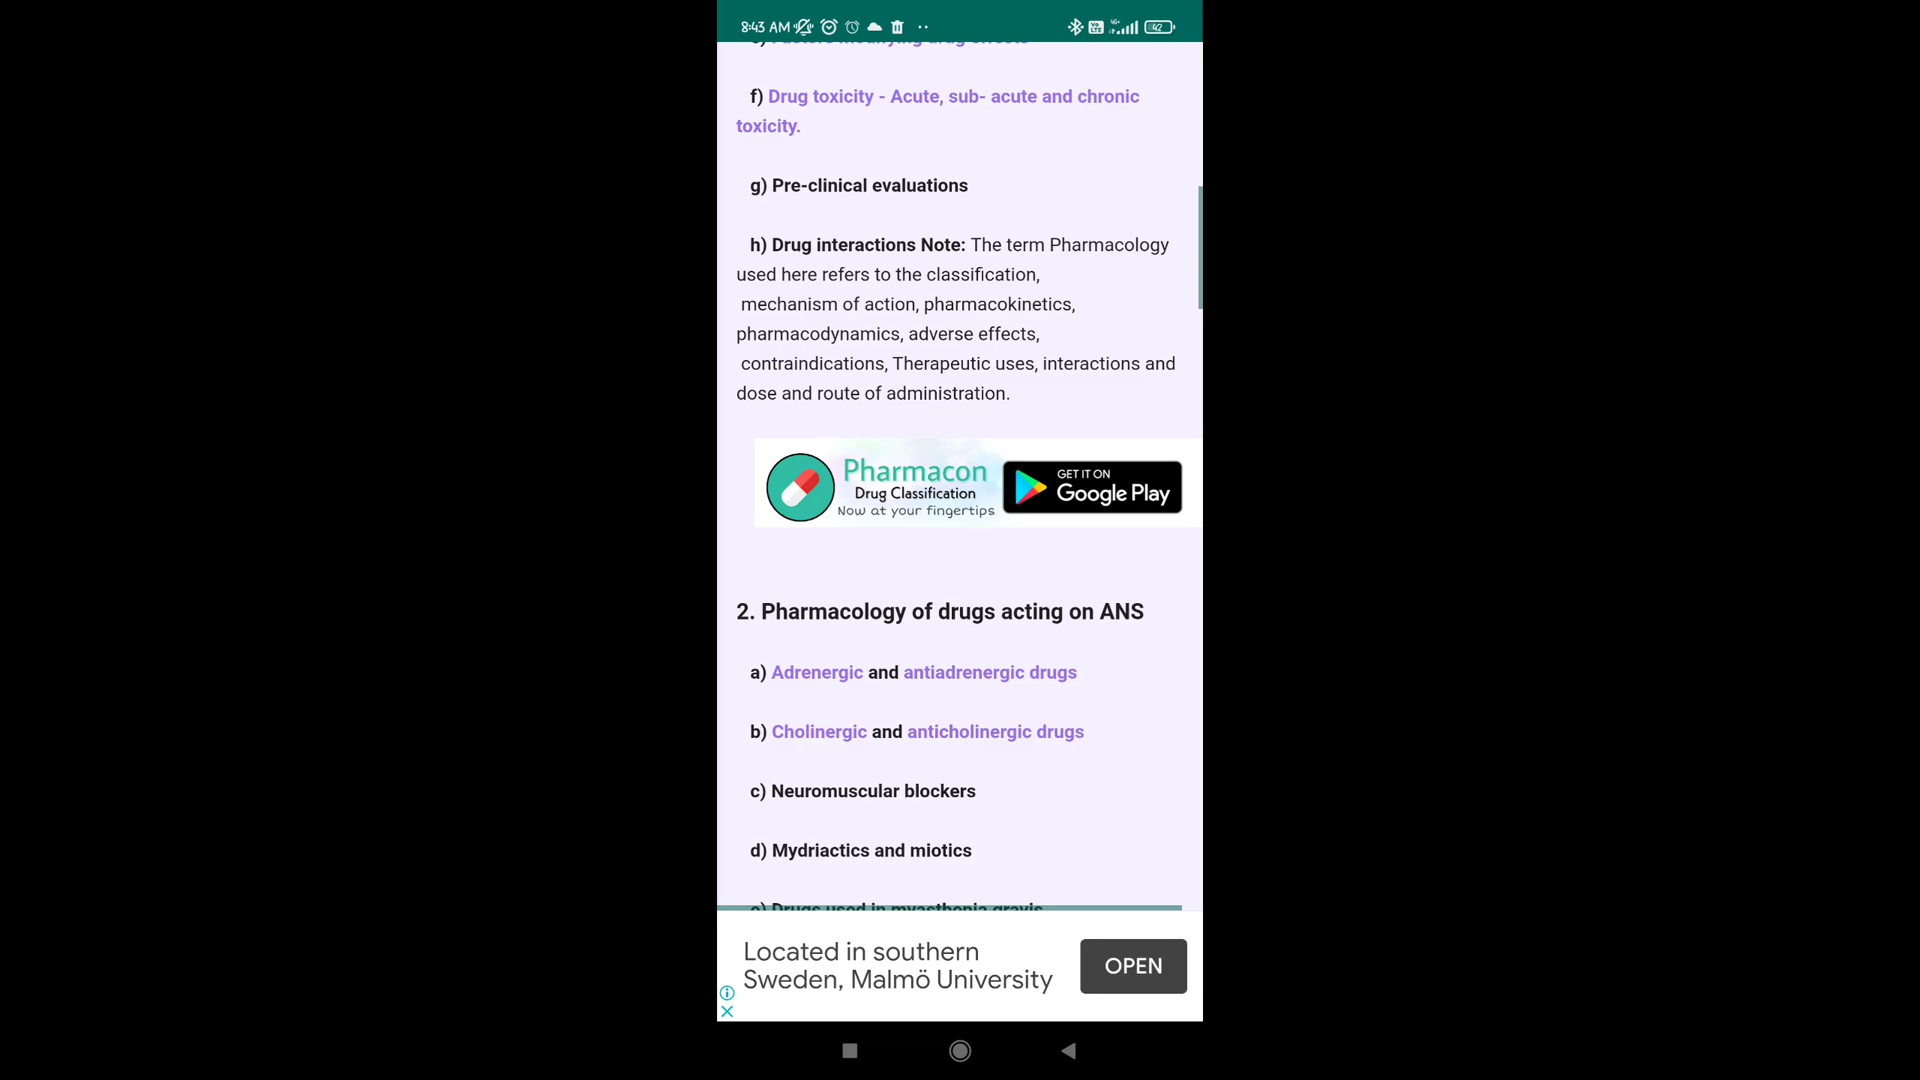 8:43 AM
4G+
Vo LTE
42
f) Drug toxicity - Acute, sub- acute and chronic
toxicity.
g) Pre-clinical evaluations
h) Drug interactions Note: The term Pharmacology
used here refers to the classification,
mechanism of action, pharmacokinetics,
pharmacodynamics, adverse effects,
contraindications, Therapeutic uses, interactions and
dose and route of administration.
Pharmacon
Drug Classification
Now at your fingertips
GET IT ON
Google Play
2. Pharmacology of drugs acting on ANS
a) Adrenergic and antiadrenergic drugs
b) Cholinergic and anticholinergic drugs
c) Neuromuscular blockers
d) Mydriactics and miotics
e) Drugs used in myasthenia gravis
Located in southern
Sweden, Malmö University
OPEN